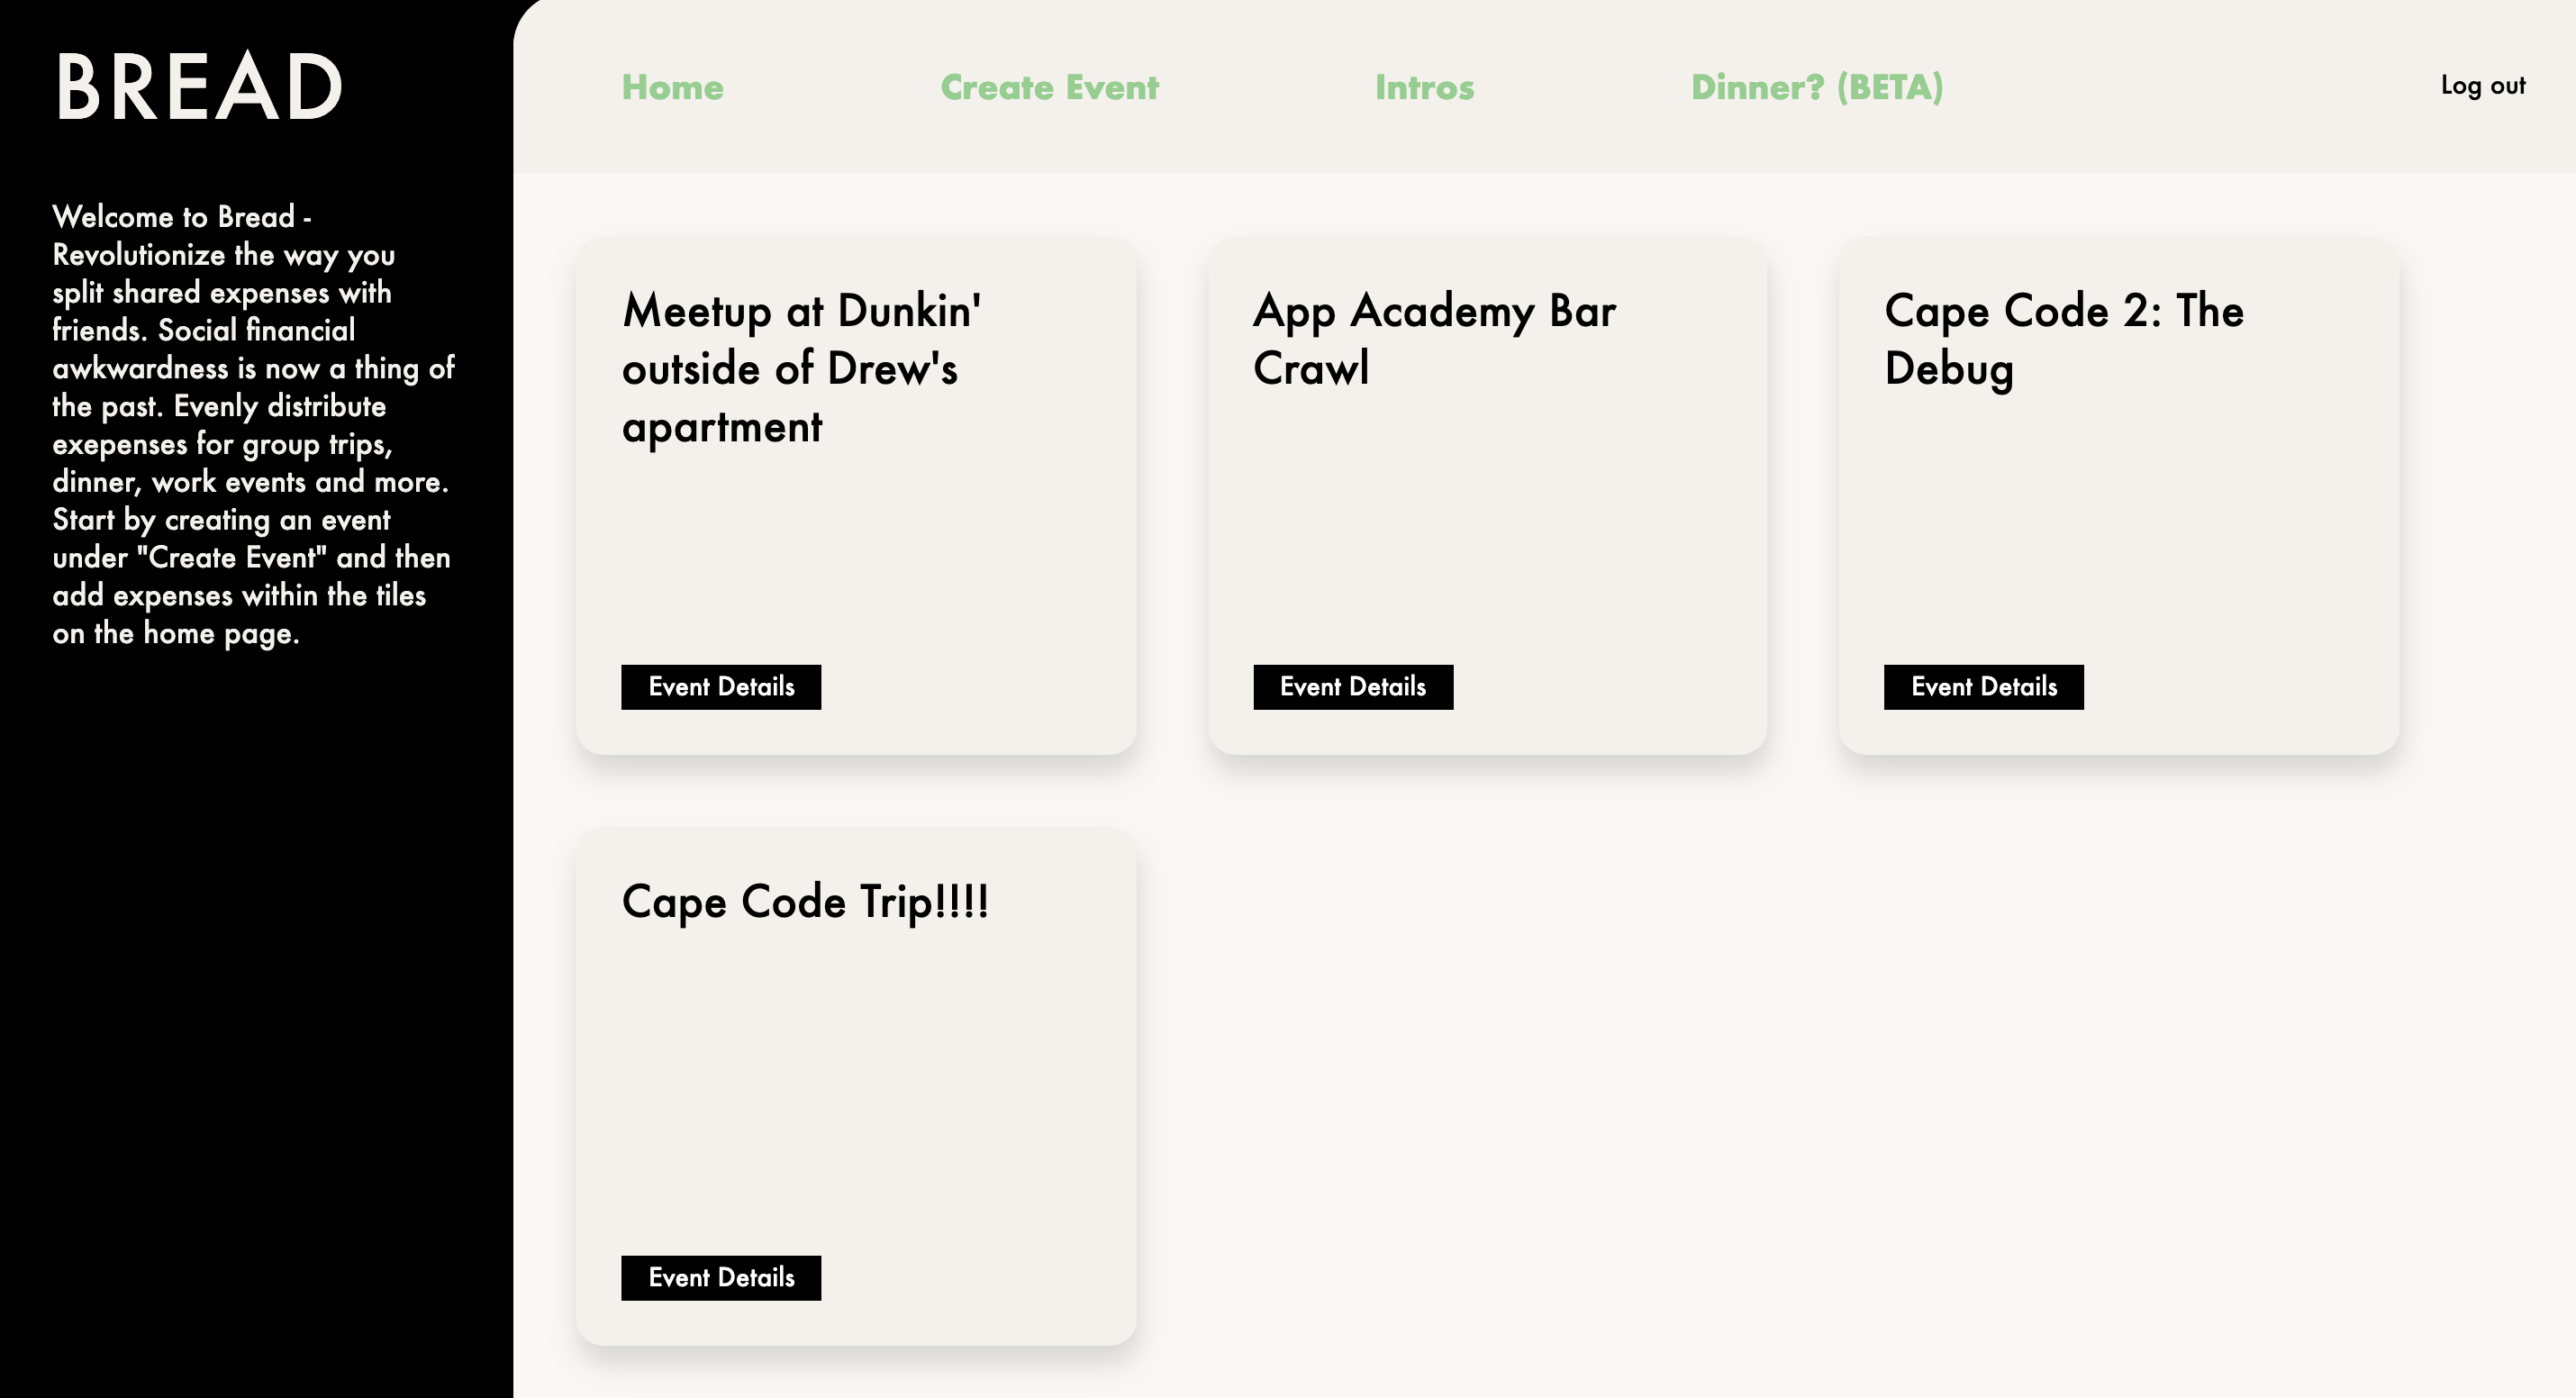 BREAD
Home
Create Event
Intros
Dinner? (BETA)
Log out
Welcome to Bread -
Revolutionize the way you
split shared expenses with
friends. Social financial
awkwardness is now a thing of
the past. Evenly distribute
exepenses for group trips,
dinner, work events and more.
Start by creating an event
under "Create Event" and then
add expenses within the tiles
on the home page.
Meetup at Dunkin'
outside of Drew's
apartment
Event Details
App Academy Bar
Crawl
Event Details
Cape Code 2: The
Debug
Event Details
Cape Code Trip!!!!
Event Details